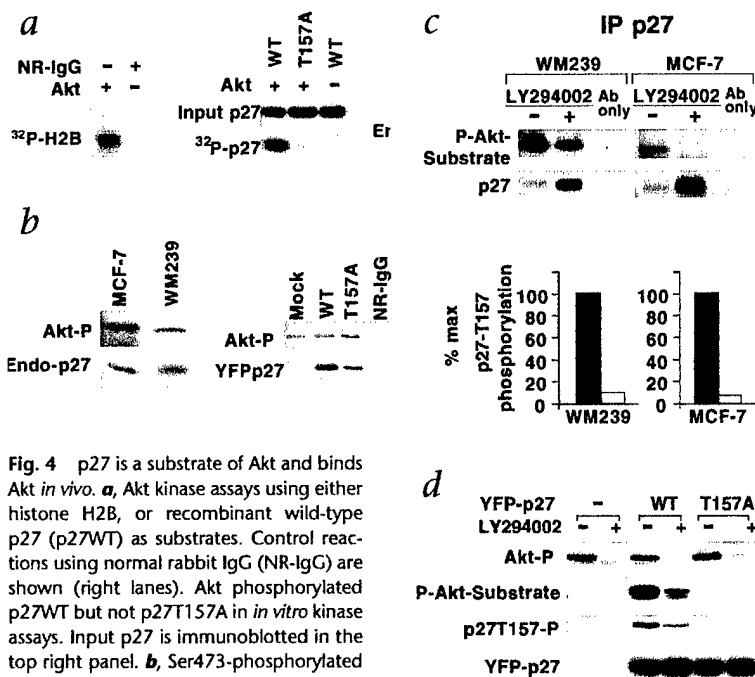 a
NR-IgG - +
Akt + -
³²P-H2B
WT T157A WT
Akt + + -
Input p27
³²P-p27
b
MCF-7 WM239
Akt-P
Endo-p27
Mock WT T157A NR-IgG
Akt-P
YFPp27
c
IP p27
WM239 MCF-7
LY294002 Ab only LY294002 Ab only
- + - +
P-Akt-
Substrate
p27
% max
p27-T157
phosphorylation
100 100
80 80
60 60
40 40
20 20
0 0
WM239 MCF-7
Fig. 4 p27 is a substrate of Akt and binds
Akt in vivo. a, Akt kinase assays using either
histone H2B, or recombinant wild-type
p27 (p27WT) as substrates. Control reac-
tions using normal rabbit IgG (NR-IgG) are
shown (right lanes). Akt phosphorylated
p27WT but not p27T157A in in vitro kinase
assays. Input p27 is immunoblotted in the
top right panel. b, Ser473-phosphorylated
d
YFP-p27 - WT T157A
LY294002 - + - + - +
Akt-P
P-Akt-Substrate
p27T157-P
YFP-p27